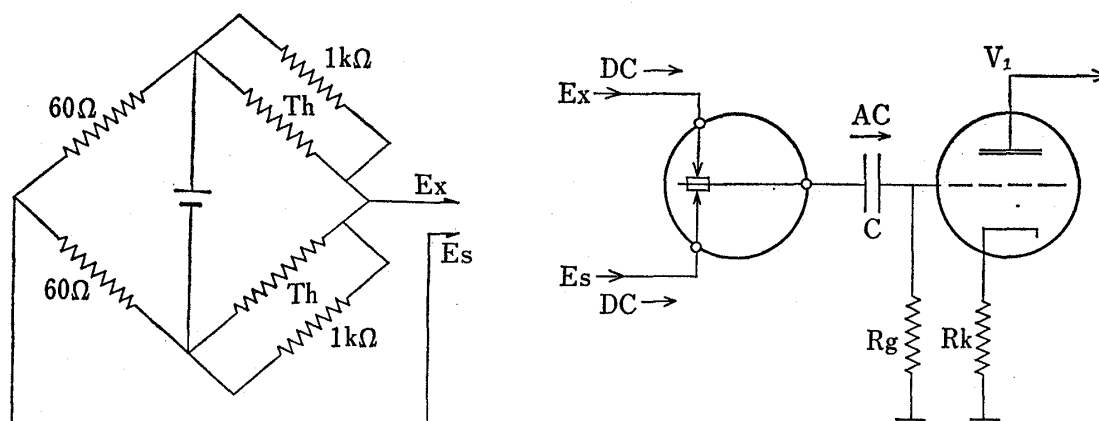 60Ω
1kΩ
Th
Ex
Es
60Ω
Th
1kΩ
DC
Ex
Es
DC
AC
C
V₁
Rg
Rk